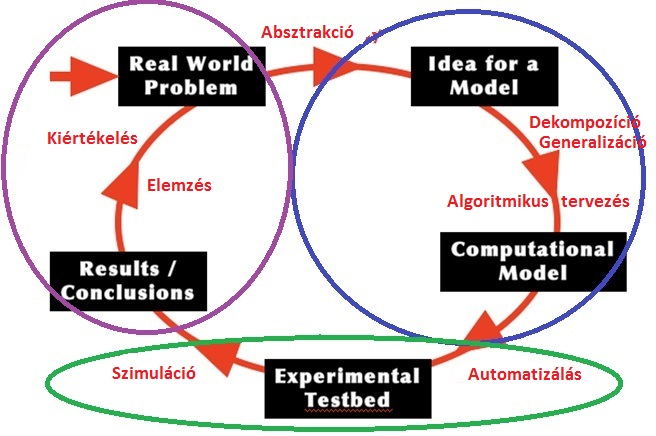 Absztrakció
Real World
Problem
Idea for a
Model
Dekompozíció
Generalizáció
Kiértékelés
Elemzés
Algoritmikus tervezés
Results /
Conclusions
Computational
Model
Szimuláció
Experimental
Testbed
Automatizálás